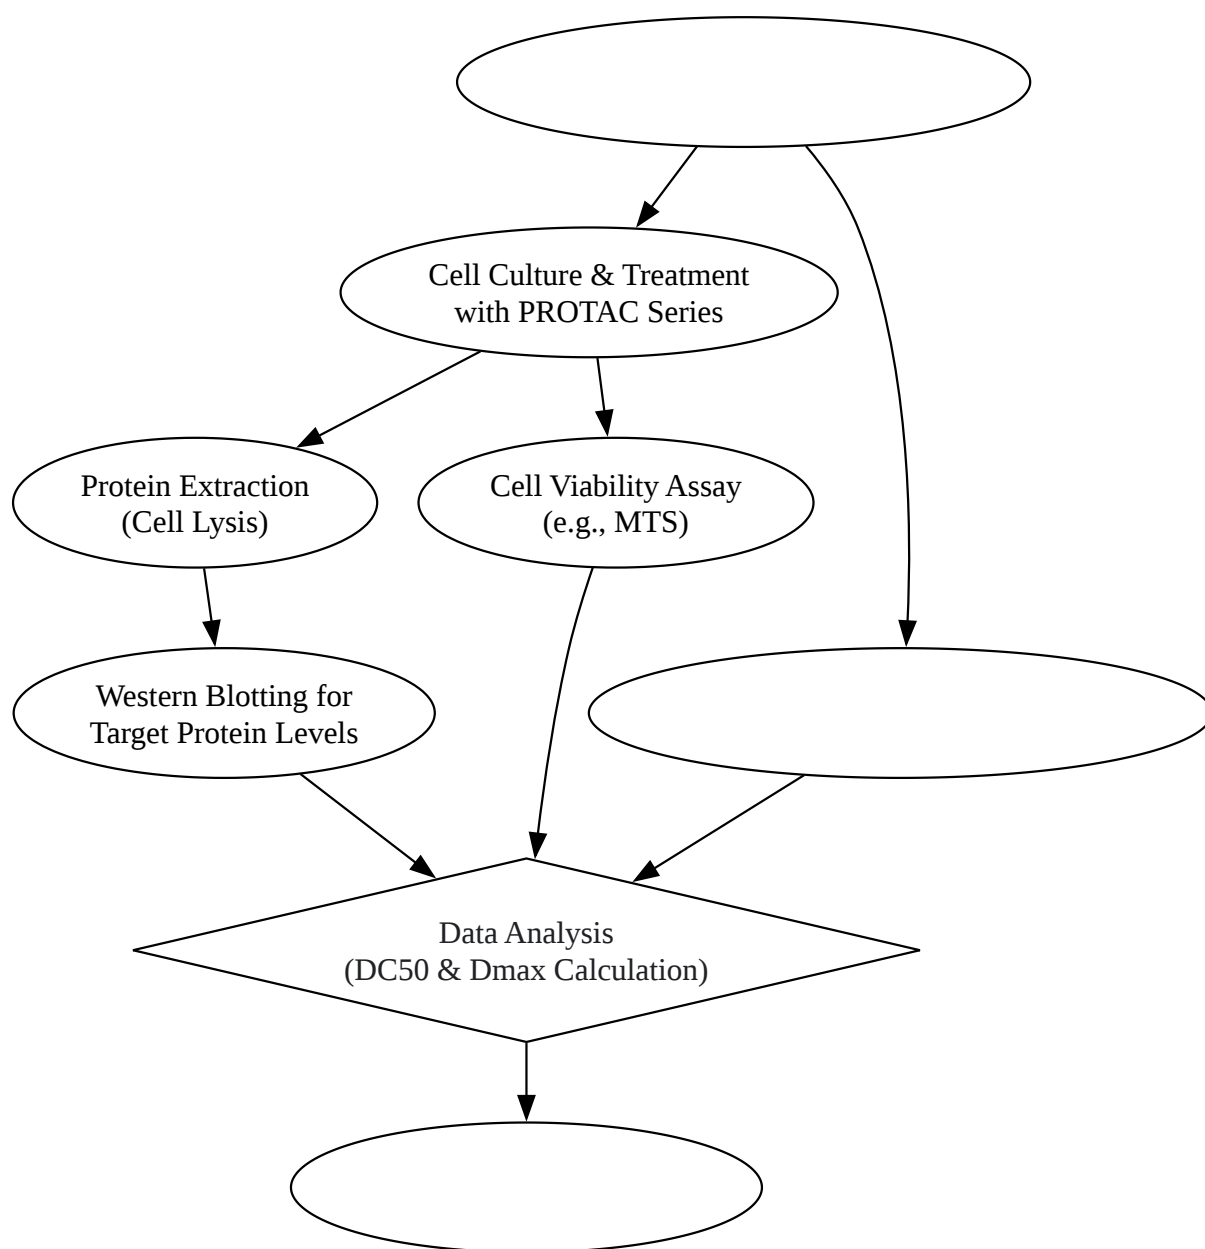 Cell Culture & Treatment
with PROTAC Series
Protein Extraction
(Cell Lysis)
Cell Viability Assay
(e.g., MTS)
Western Blotting for
Target Protein Levels
Data Analysis
(DC50 & Dmax Calculation)